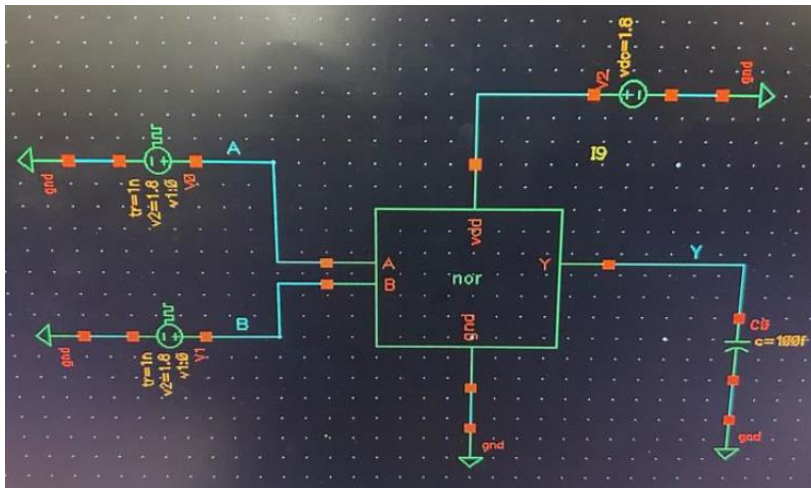 vdc=1.8
V2
gnd
I9
A
gnd
tr=1n
v2=1.8
v1:0
V0
vdd
A
B
nor
Y
gnd
Y
C0
c=100f
gnd
B
gnd
tr=1n
v2=1.8
v1:0
V1
gnd